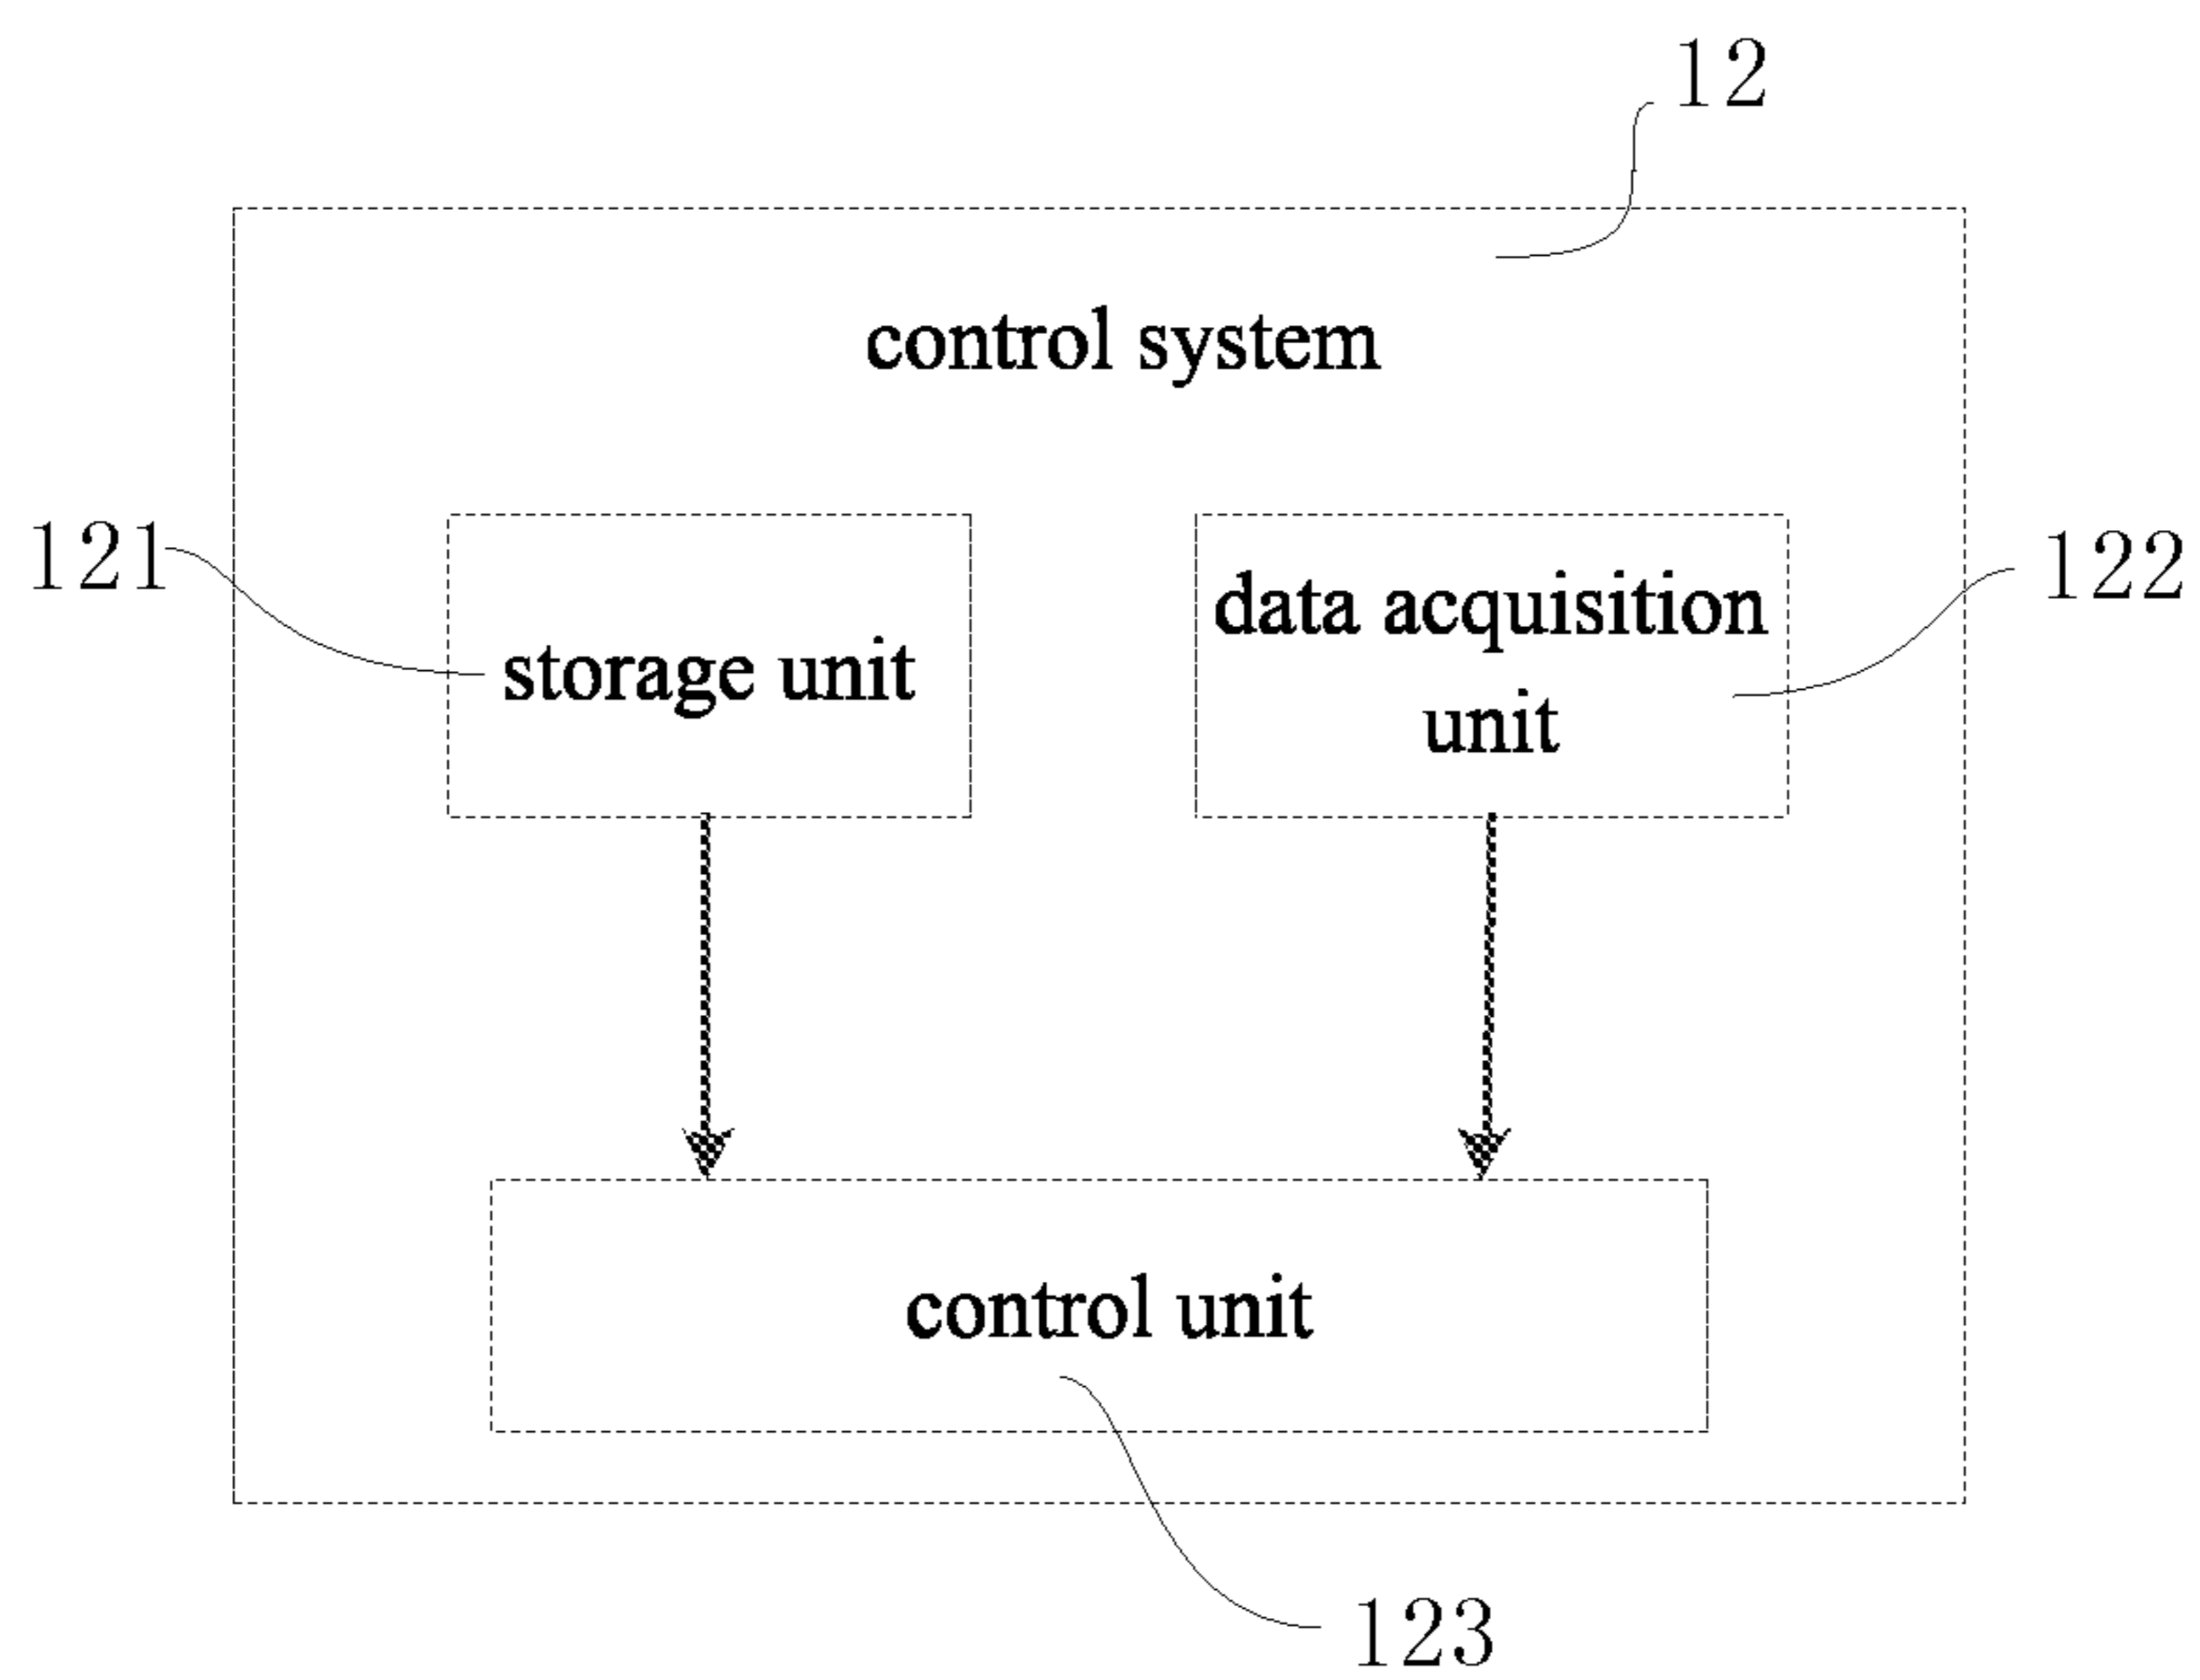 12
control system
121
storage unit
data acquisition
unit
122
control unit
123